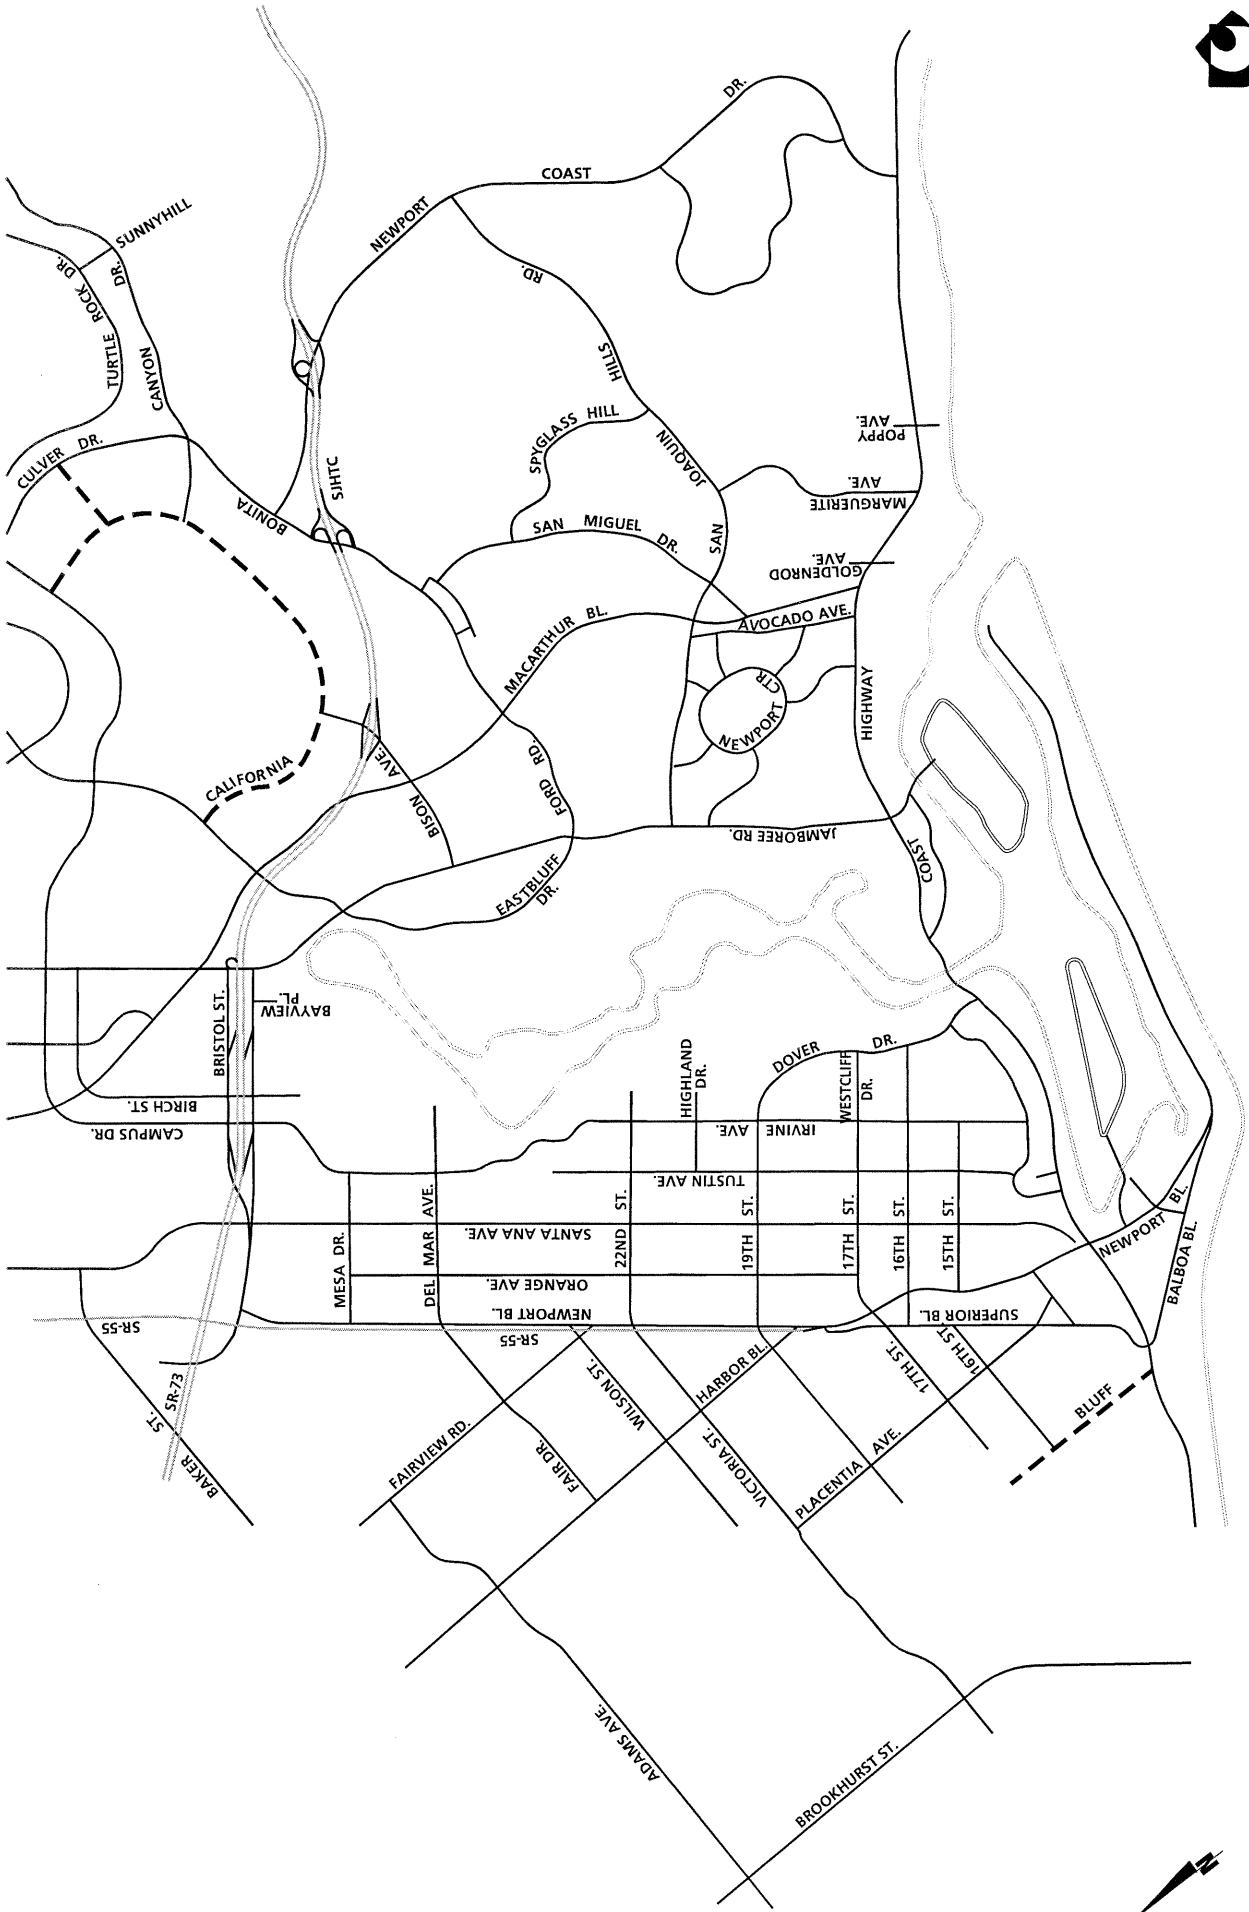 DR.
COAST
NEWPORT
SUNNYHILL
DR.
TURTLE ROCK DR.
CANYON
RD.
HILLS
SPYGLASS HILL
JOAQUIN
SAN
CULVER DR.
SJHTC
BONITA
SAN MIGUEL DR.
POPPY AVE.
MARGUERITE AVE.
GOLDENROD AVE.
AVOCADO AVE.
MACARTHUR BL.
NEWPORT CTR
HIGHWAY
CALIFORNIA
BISON AVE.
FORD RD.
JAMBOREE RD.
EASTBLUFF DR.
COAST
BRISTOL ST.
BAYVIEW PL.
BIRCH ST.
CAMPUS DR.
HIGHLAND DR.
DOVER DR.
WESTCLIFF DR.
IRVINE AVE.
TUSTIN AVE.
MESA DR.
DEL MAR AVE.
22ND ST.
19TH ST.
17TH ST.
16TH ST.
15TH ST.
SANTA ANA AVE.
ORANGE AVE.
NEWPORT BL.
SUPERIOR BL.
NEWPORT BL.
BALBOA BL.
SR-55
SR-55
SR-73
BAKER ST.
FAIRVIEW RD.
FAIR DR.
WILSON ST.
HARBOR BL.
VICTORIA ST.
PLACENTIA AVE.
17TH ST.
16TH ST.
BLUFF
ADAMS AVE.
BROOKHURST ST.
N